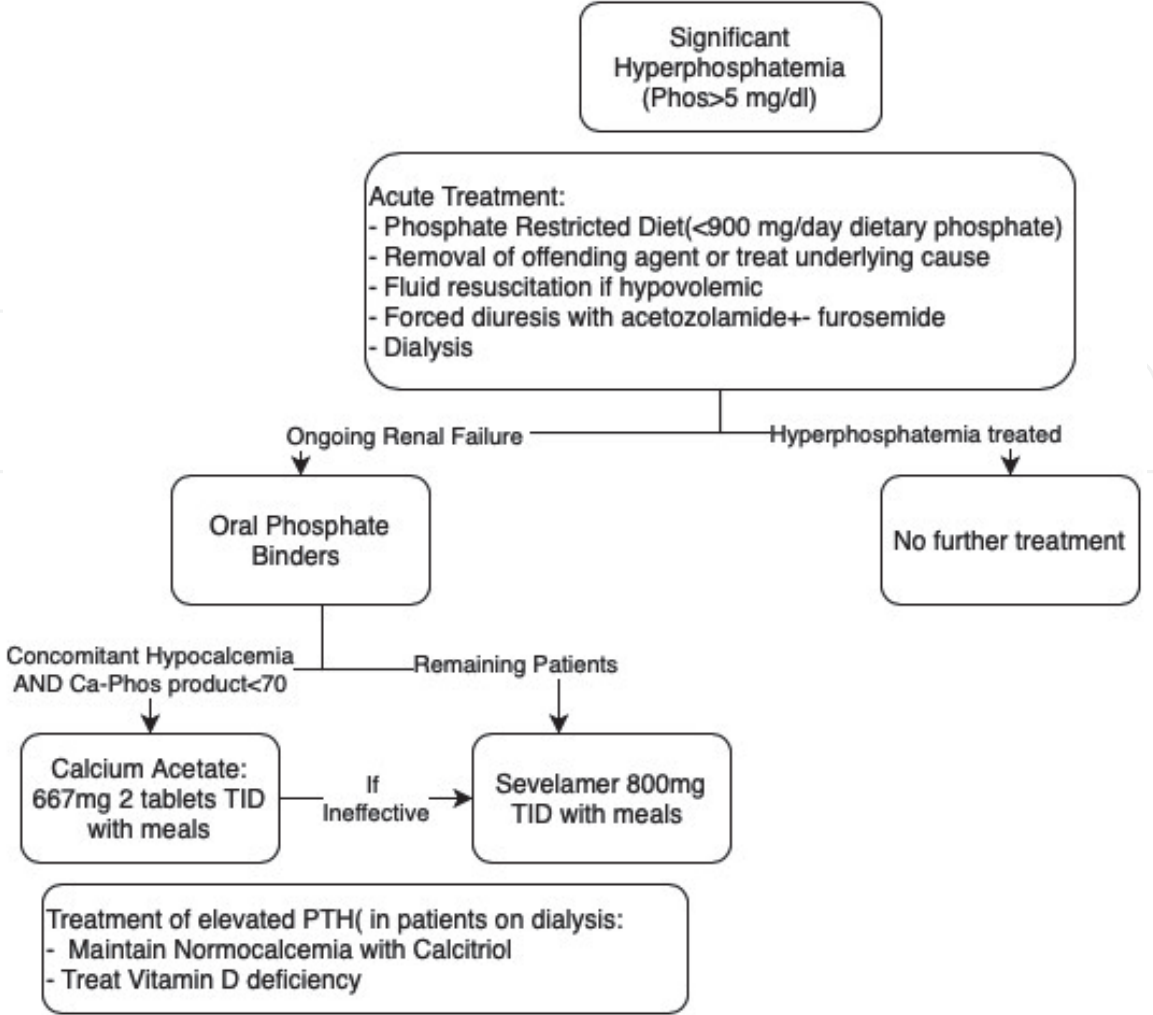 Significant
Hyperphosphatemia
(Phos>5 mg/dl)
Acute Treatment:
- Phosphate Restricted Diet(<900 mg/day dietary phosphate)
- Removal of offending agent or treat underlying cause
- Fluid resuscitation if hypovolemic
- Forced diuresis with acetozolamide+- furosemide
- Dialysis
Ongoing Renal Failure
Hyperphosphatemia treated
Oral Phosphate
Binders
No further treatment
Concomitant Hypocalcemia
AND Ca-Phos product<70
Remaining Patients
Calcium Acetate:
667mg 2 tablets TID
with meals
If
Ineffective
Sevelamer 800mg
TID with meals
Treatment of elevated PTH( in patients on dialysis:
- Maintain Normocalcemia with Calcitriol
- Treat Vitamin D deficiency